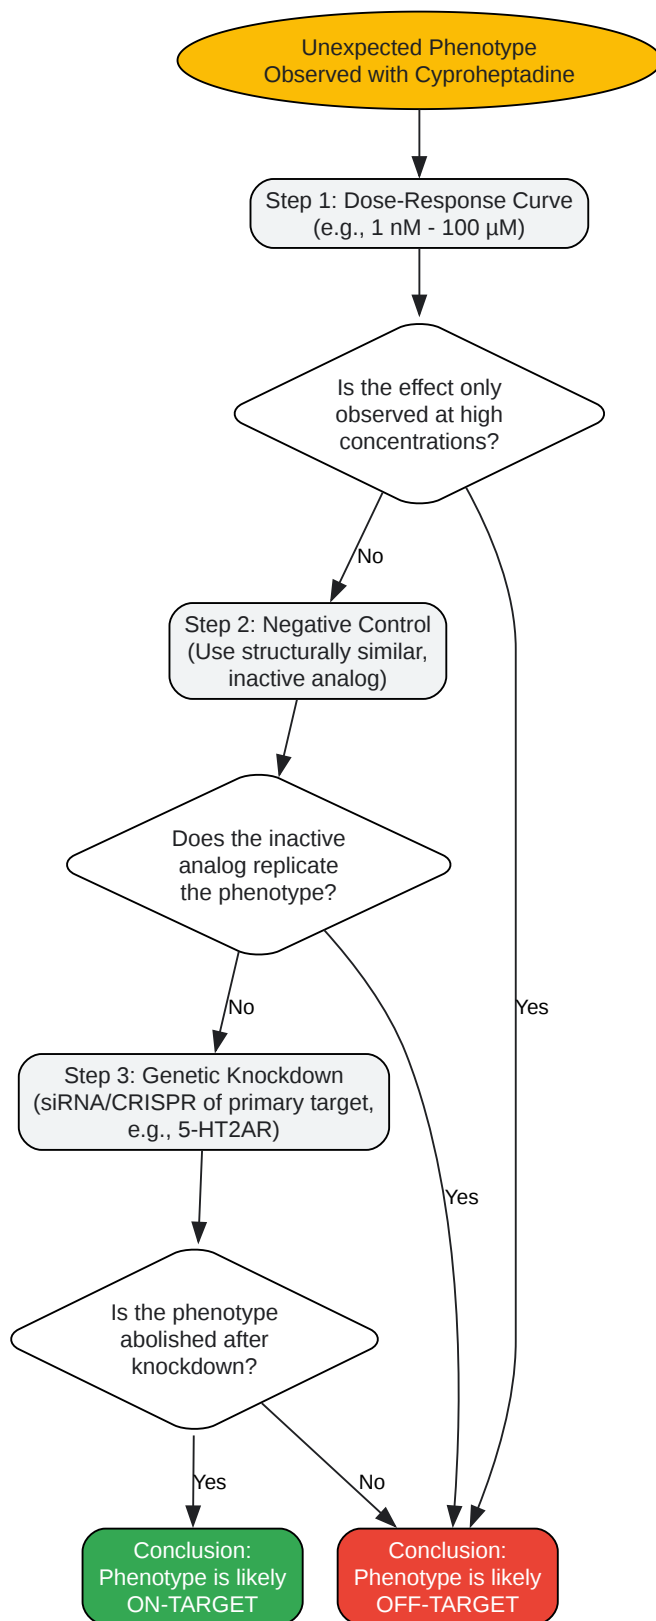 Unexpected Phenotype
Observed with Cyproheptadine
Step 1: Dose-Response Curve
(e.g., 1 nM - 100 µM)
Is the effect only
observed at high
concentrations?
No
Step 2: Negative Control
(Use structurally similar,
inactive analog)
Does the inactive
analog replicate
the phenotype?
No
Yes
Step 3: Genetic Knockdown
(siRNA/CRISPR of primary target,
e.g., 5-HT2AR)
Yes
Is the phenotype
abolished after
knockdown?
Yes
No
Conclusion:
Phenotype is likely
ON-TARGET
Conclusion:
Phenotype is likely
OFF-TARGET